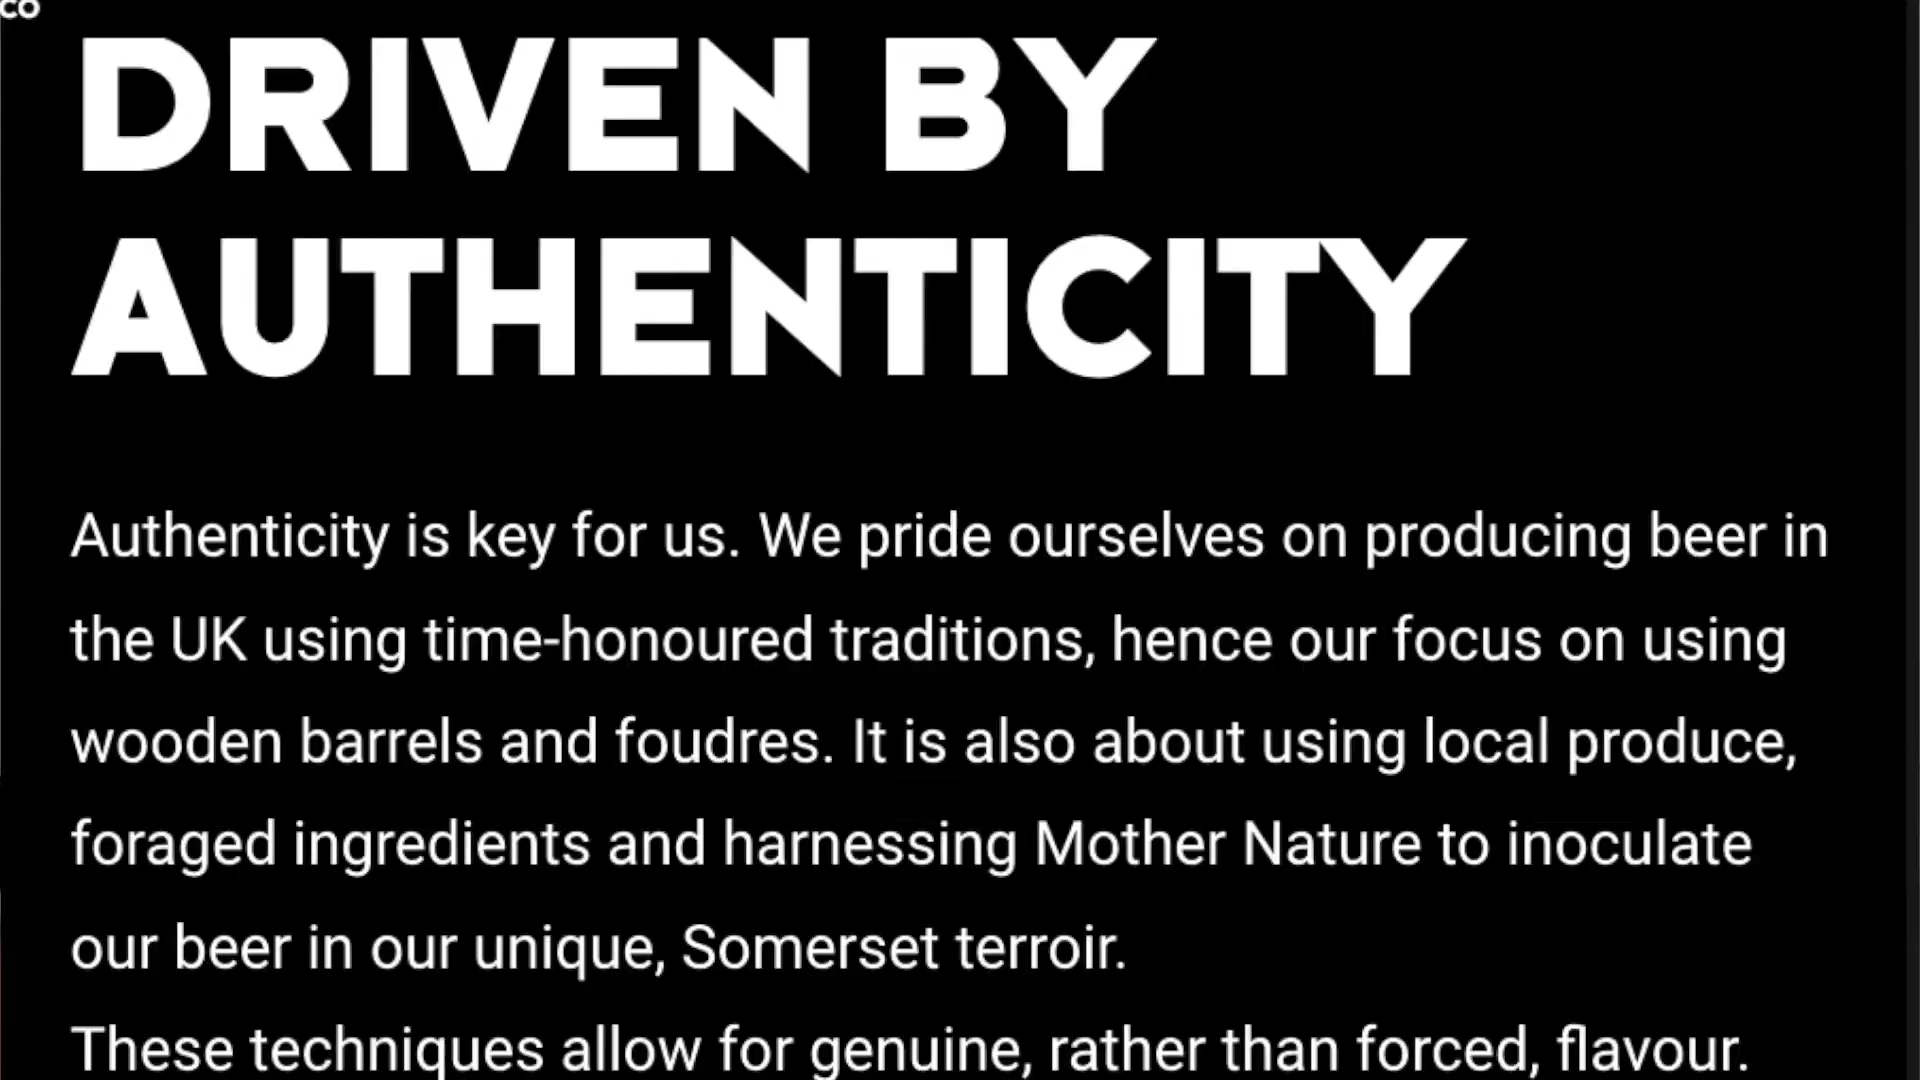 CO
DRIVEN BY
AUTHENTICITY
Authenticity is key for us. We pride ourselves on producing beer in
the UK using time-honoured traditions, hence our focus on using
wooden barrels and foudres. It is also about using local produce,
foraged ingredients and harnessing Mother Nature to inoculate
our beer in our unique, Somerset terroir.
These techniques allow for genuine, rather than forced, flavour.